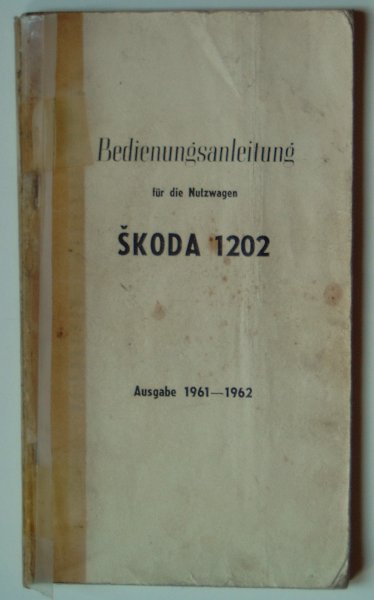 Bedienungsanleitung
für die Nutzwagen
ŠKODA 1202
Ausgabe 1961—1962